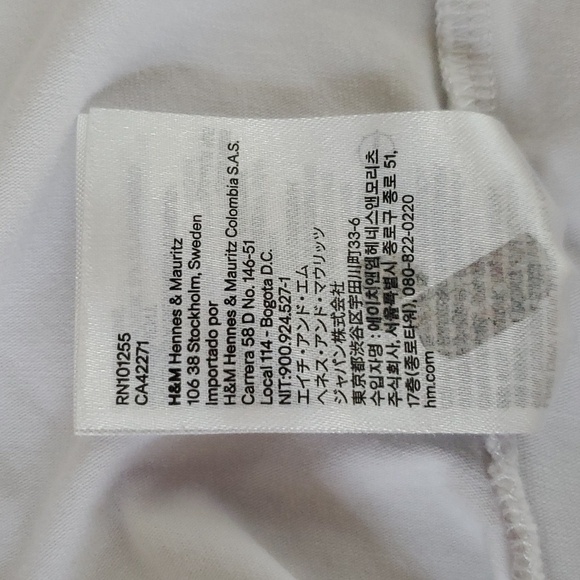 RN101255
CA42271
H&M Hennes & Mauritz
106 38 Stockholm, Sweden
Importado por
H&M Hennes & Mauritz Colombia S.A.S.
Carrera 58 D No. 146-51
Local 114 - Bogota D.C.
NIT:900.924.527-1
エイチ・アンド・エム
ヘネス・アンド・マウリッツ
ジャパン株式会社
東京都渋谷区宇田川町33-6
수입자명 : 에이치앤엠헤네스앤모리츠
주식회사, 서울특별시 종로구 종로 51,
17층(종로타워), 080-822-0220
hm.com